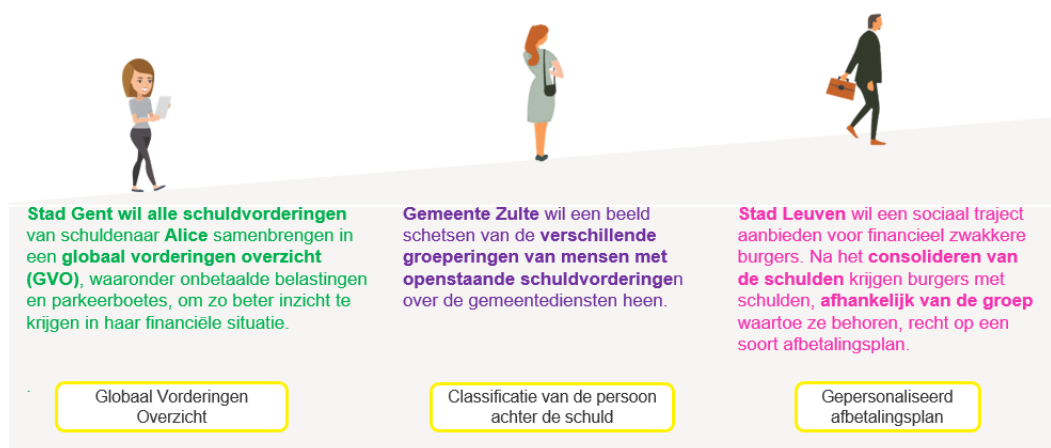 Stad Gent wil alle schuldvorderingen
van schuldenaar Alice samenbrengen in
een globaal vorderingen overzicht
(GVO), waaronder onbetaalde belastingen
en parkeerboetes, om zo beter inzicht te
krijgen in haar financiële situatie.
.
Globaal Vorderingen
Overzicht
Gemeente Zulte wil een beeld
schetsen van de verschillende
groeperingen van mensen met
openstaande schuldvorderingen
over de gemeentediensten heen.
Classificatie van de persoon
achter de schuld
Stad Leuven wil een sociaal traject
aanbieden voor financieel zwakkere
burgers. Na het consolideren van
de schulden krijgen burgers met
schulden, afhankelijk van de groep
waartoe ze behoren, recht op een
soort afbetalingsplan.
Gepersonaliseerd
afbetalingsplan